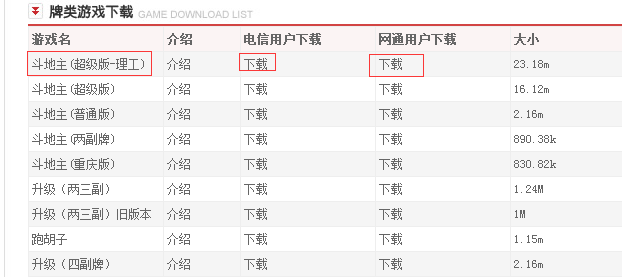 牌类游戏下载 GAME DOWNLOAD LIST
游戏名 介绍 电信用户下载 网通用户下载 大小
斗地主(超级版-理工) 介绍 下载 下载 23.18m
斗地主(超级版) 介绍 下载 下载 16.12m
斗地主(普通版) 介绍 下载 下载 2.16m
斗地主(两副牌) 介绍 下载 下载 890.38k
斗地主(重庆版) 介绍 下载 下载 830.82k
升级（两三副） 介绍 下载 下载 1.24M
升级（两三副）旧版本 介绍 下载 下载 1M
跑胡子 介绍 下载 下载 1.15m
升级（四副牌） 介绍 下载 下载 2.16m